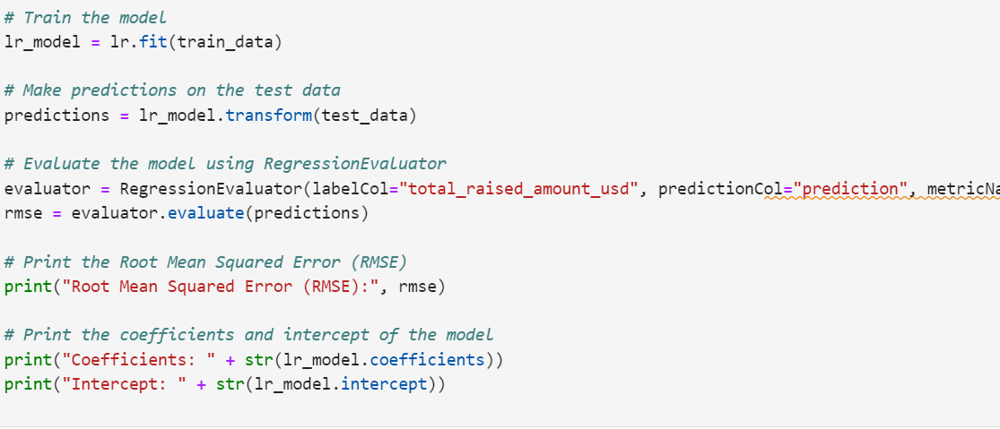 # Train the model
lr_model = lr.fit(train_data)
# Make predictions on the test data
predictions = lr_model.transform(test_data)
# Evaluate the model using RegressionEvaluator
evaluator = RegressionEvaluator(labelCol="total_raised_amount_usd", predictionCol="prediction", metricNa
rmse = evaluator.evaluate(predictions)
# Print the Root Mean Squared Error (RMSE)
print("Root Mean Squared Error (RMSE):", rmse)
# Print the coefficients and intercept of the model
print("Coefficients: " + str(lr_model.coefficients))
print("Intercept: " + str(lr_model.intercept))